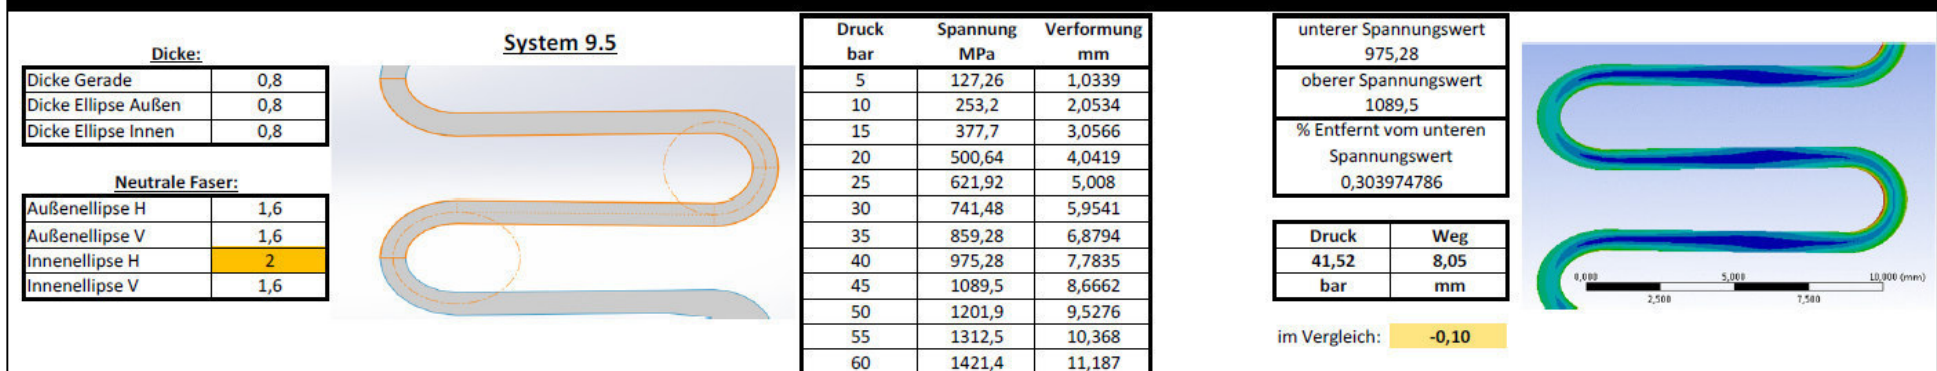 System 9.5
Dicke:
Dicke Gerade 0,8
Dicke Ellipse Außen 0,8
Dicke Ellipse Innen 0,8
Neutrale Faser:
Außenellipse H 1,6
Außenellipse V 1,6
Innenellipse H 2
Innenellipse V 1,6
Druck Spannung Verformung
bar MPa mm
5 127,26 1,0339
10 253,2 2,0534
15 377,7 3,0566
20 500,64 4,0419
25 621,92 5,008
30 741,48 5,9541
35 859,28 6,8794
40 975,28 7,7835
45 1089,5 8,6662
50 1201,9 9,5276
55 1312,5 10,368
60 1421,4 11,187
unterer Spannungswert
975,28
oberer Spannungswert
1089,5
% Entfernt vom unteren
Spannungswert
0,303974786
Druck Weg
41,52 8,05
bar mm
im Vergleich: -0,10
0,000 5,000 10,000 (mm)
2,500 7,500